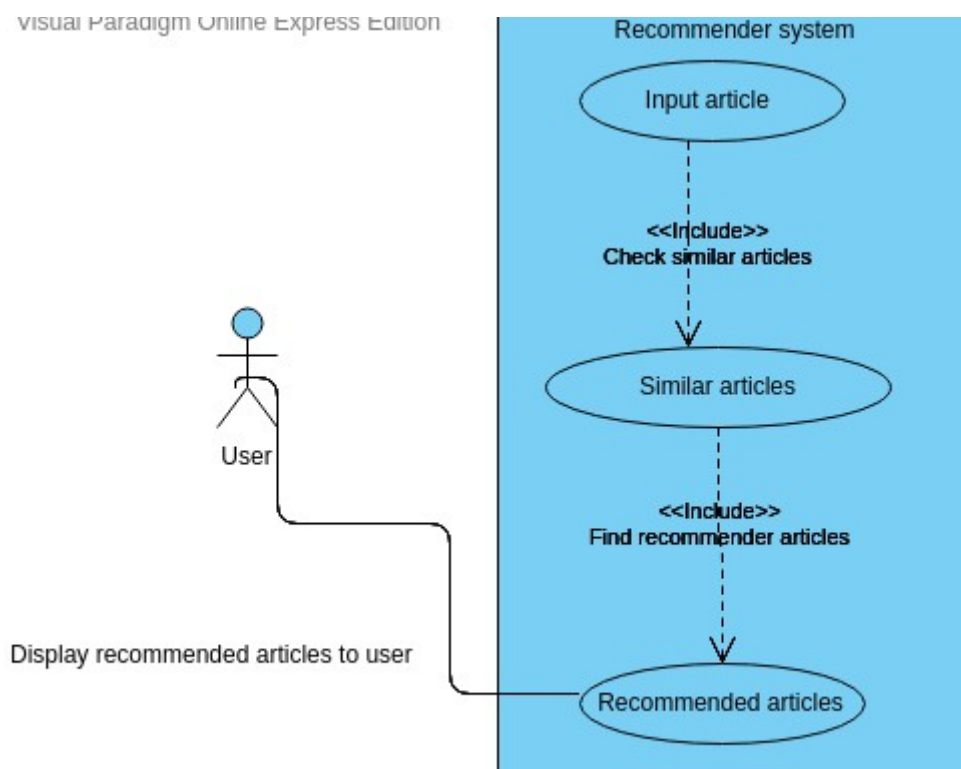 Visual Paradigm Online Express Edition
Recommender system
Input article
<<Include>>
Check similar articles
Similar articles
User
<<Include>>
Find recommender articles
Display recommended articles to user
Recommended articles